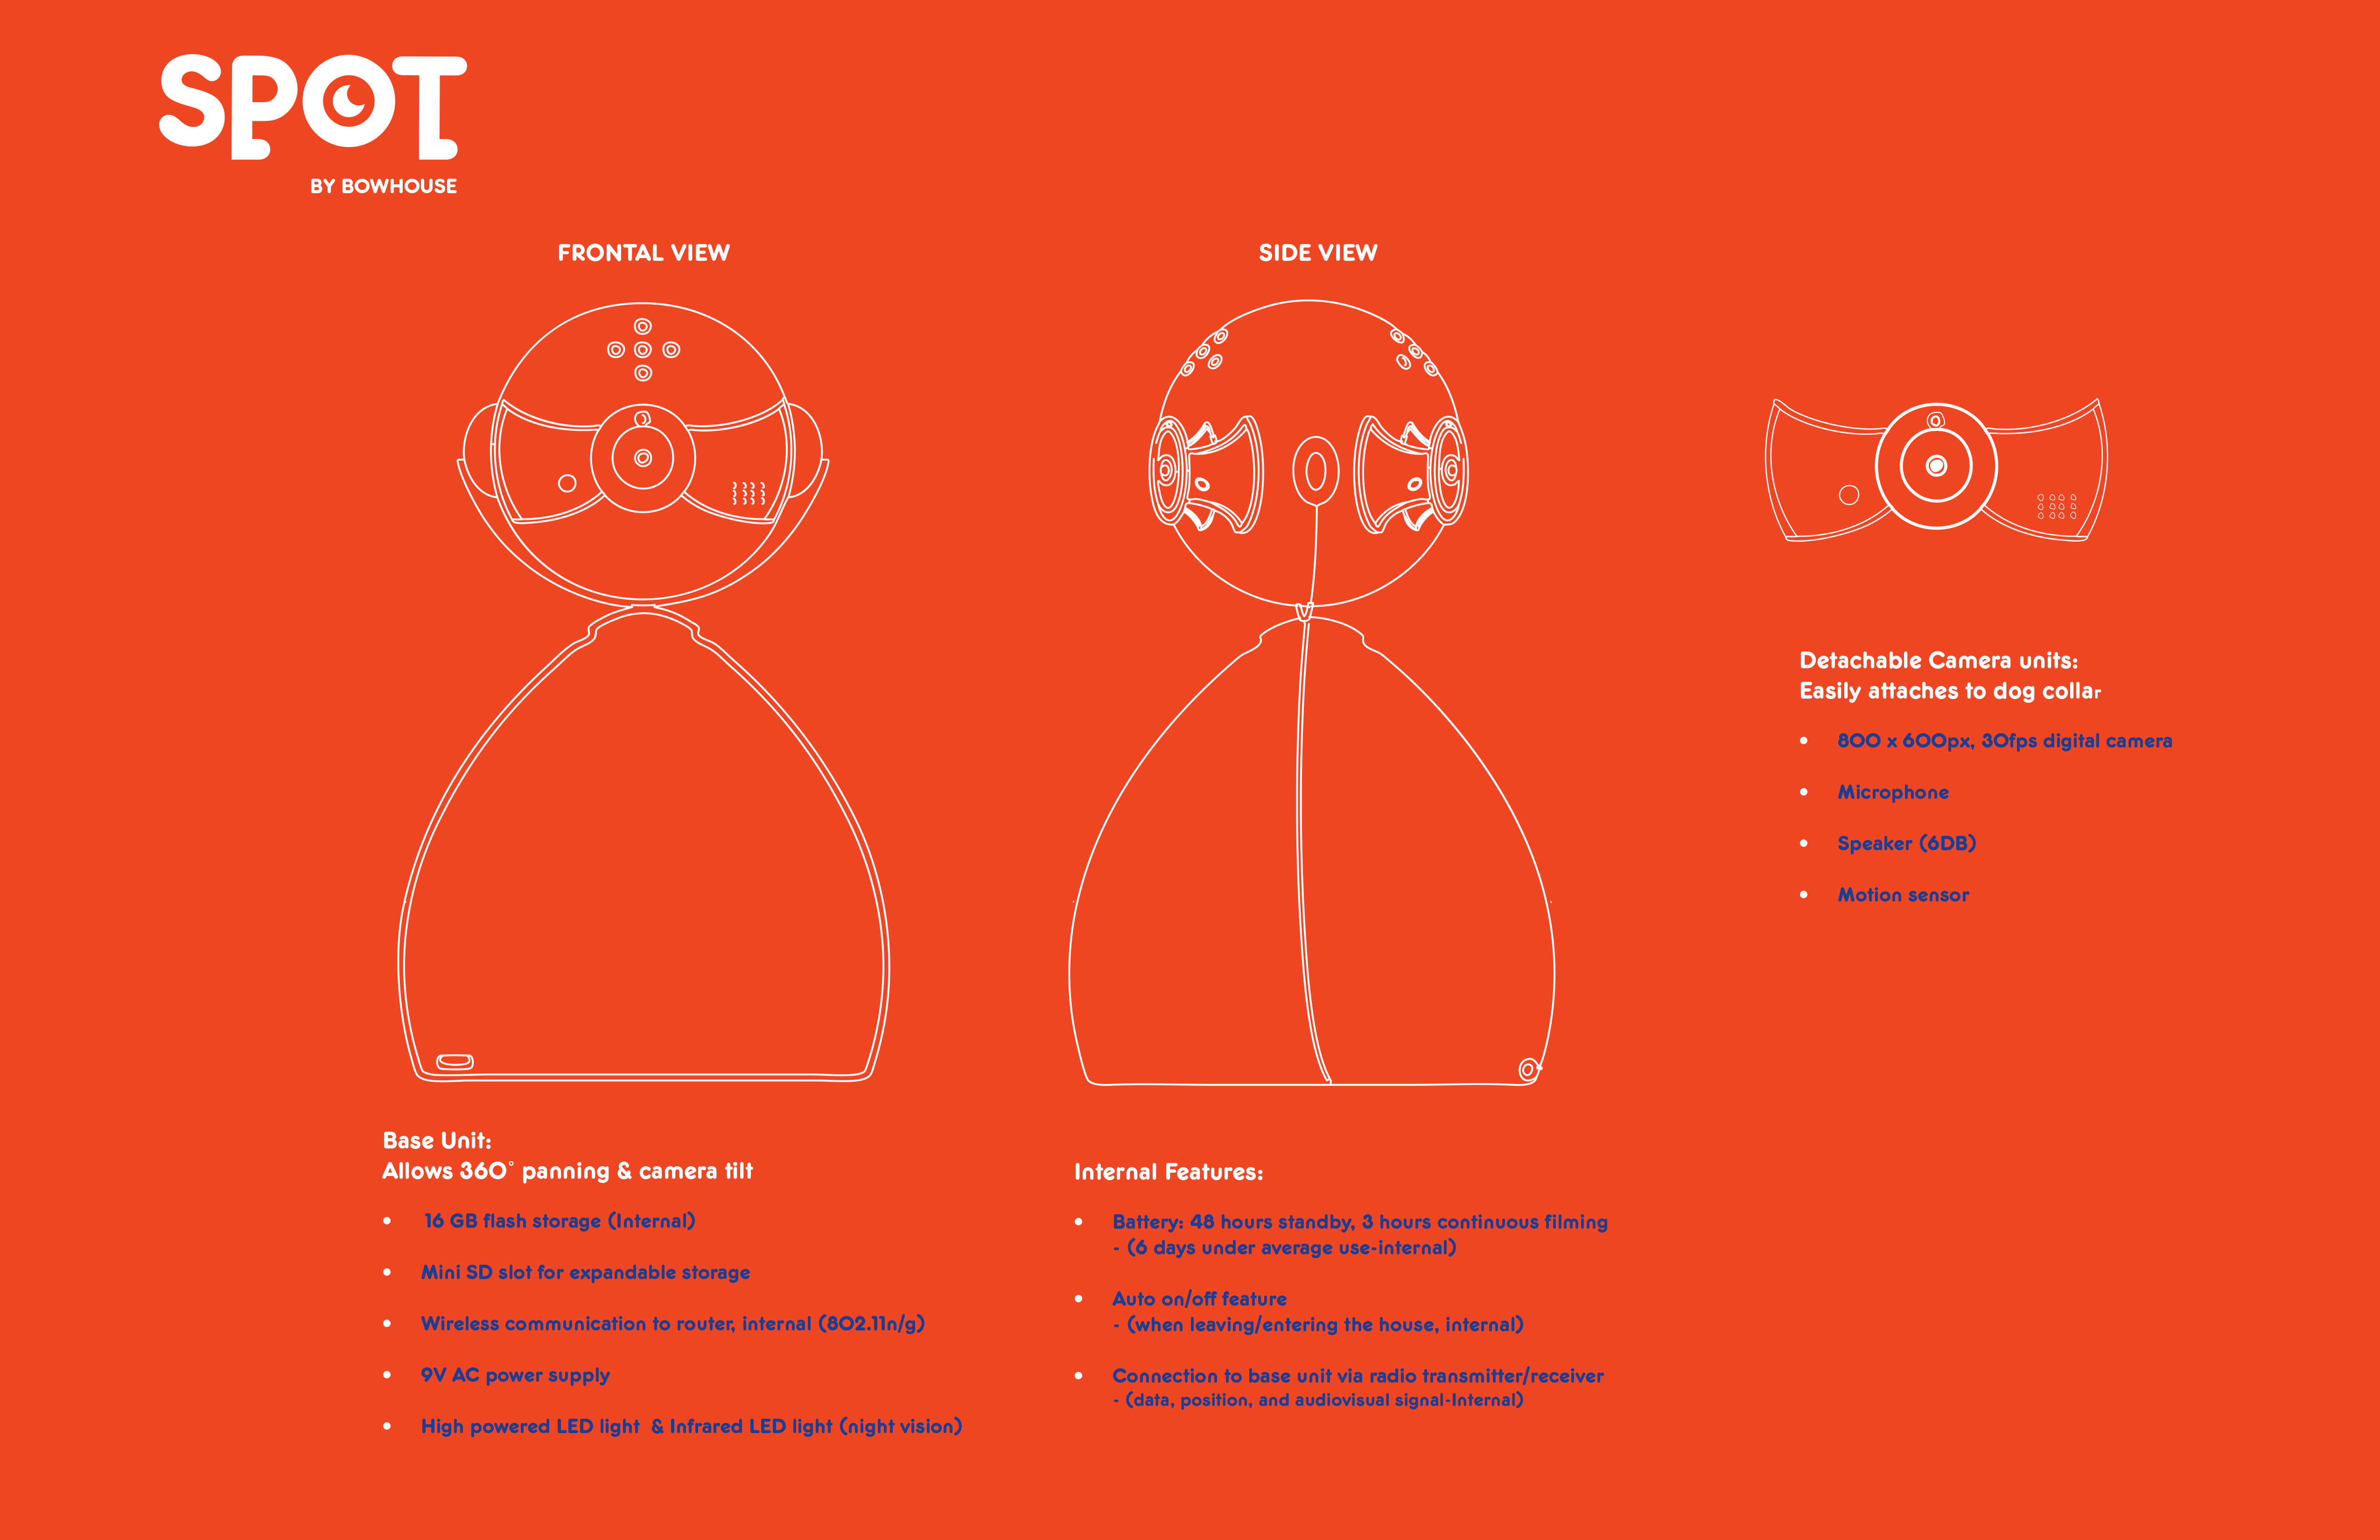 SPOT
BY BOWHOUSE
FRONTAL VIEW
SIDE VIEW
Detachable Camera units:
Easily attaches to dog collar
• 800 x 600px, 30fps digital camera
• Microphone
• Speaker (6DB)
• Motion sensor
Base Unit:
Allows 360° panning & camera tilt
• 16 GB flash storage (Internal)
• Mini SD slot for expandable storage
• Wireless communication to router, internal (802.11n/g)
• 9V AC power supply
• High powered LED light & Infrared LED light (night vision)
Internal Features:
• Battery: 48 hours standby, 3 hours continuous filming
- (6 days under average use-internal)
• Auto on/off feature
- (when leaving/entering the house, internal)
• Connection to base unit via radio transmitter/receiver
- (data, position, and audiovisual signal-Internal)